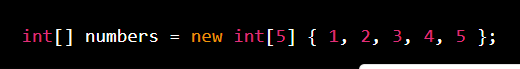 int[] numbers = new int[5] { 1, 2, 3, 4, 5 };